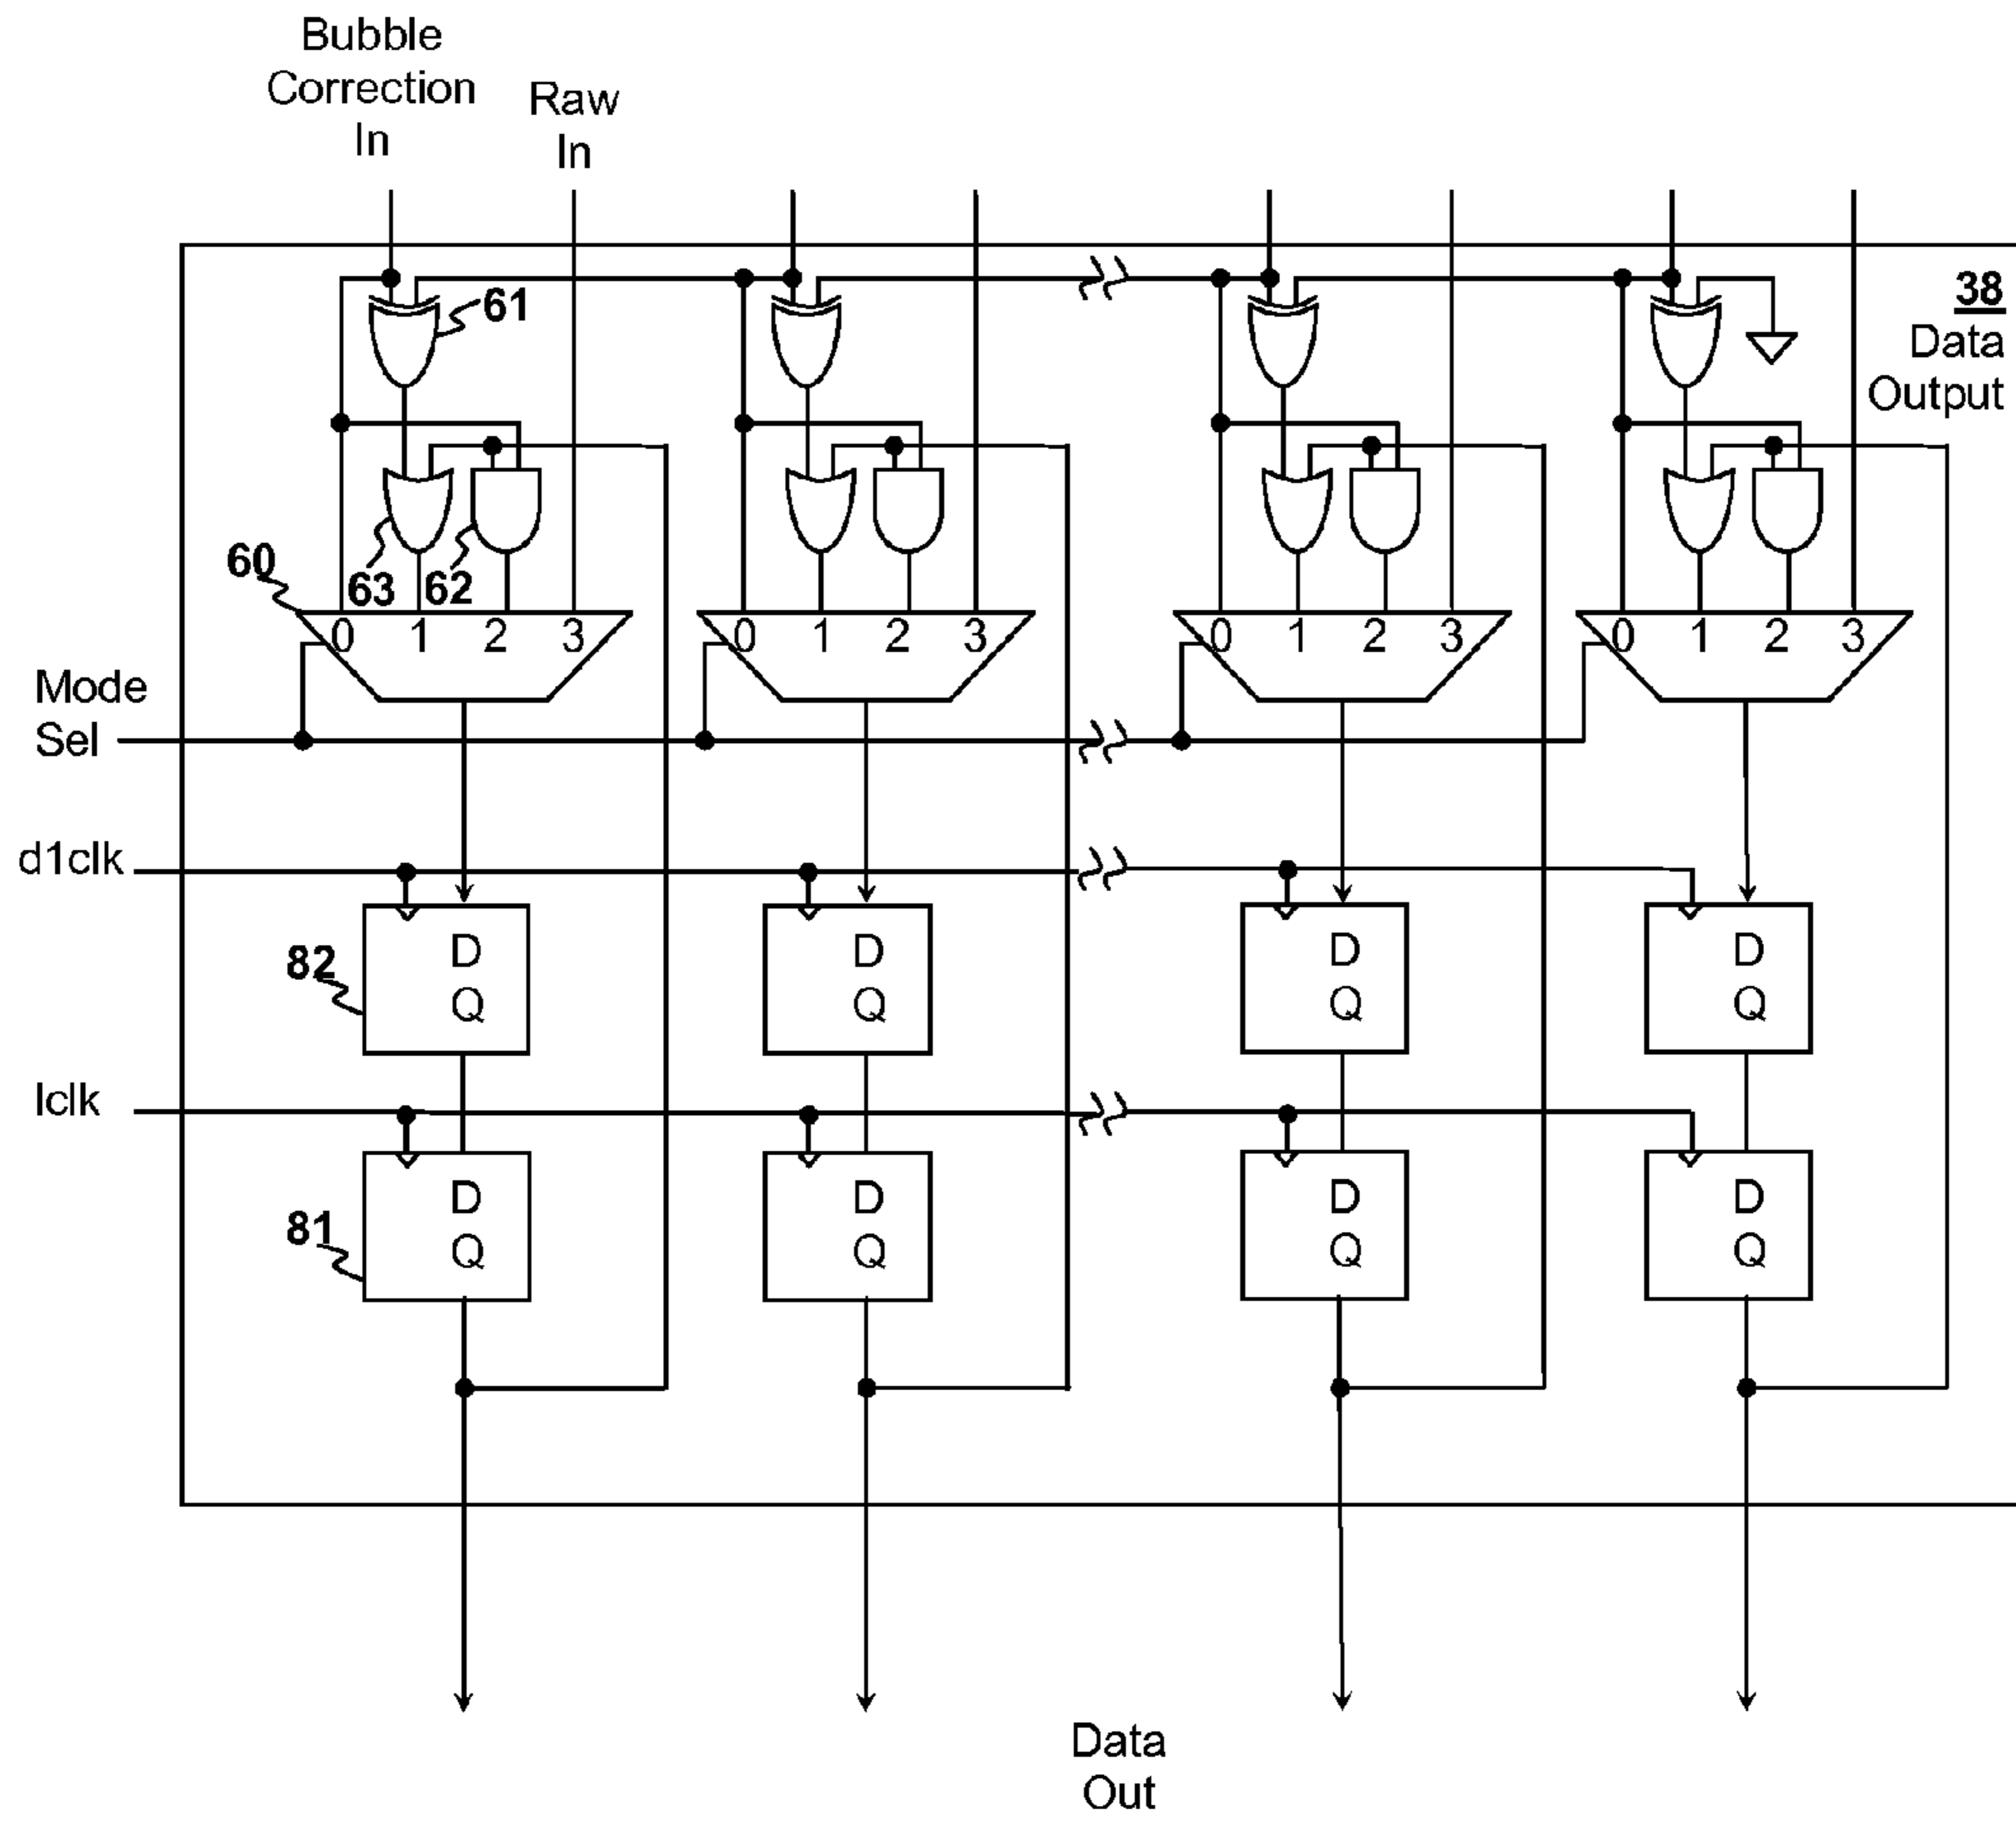 Bubble
Correction
In
Raw
In
38
Data
Output
61
60
63
62
0 1 2 3
0 1 2 3
0 1 2 3
0 1 2 3
Mode
Sel
d1clk
D
Q
D
Q
D
Q
D
Q
82
lclk
D
Q
D
Q
D
Q
D
Q
81
Data
Out